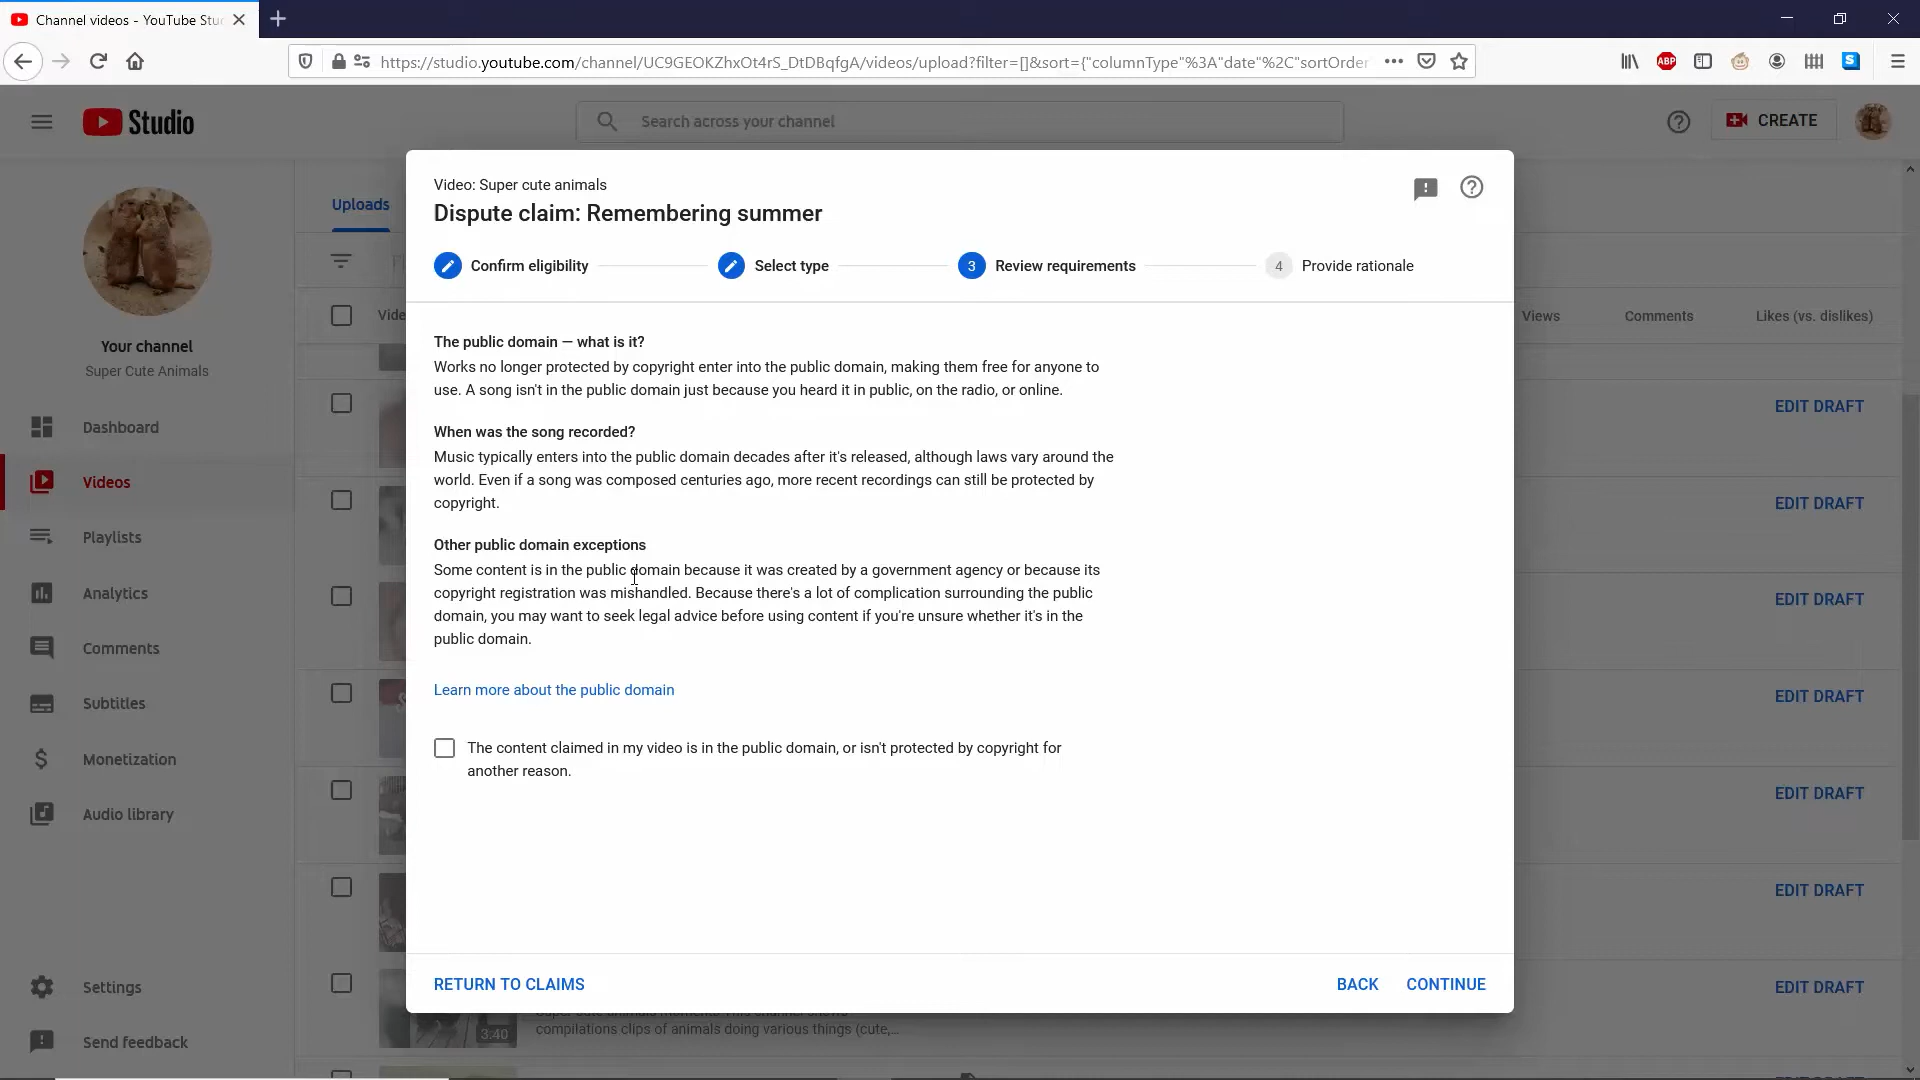 Channel videos - YouTube Stu
https://studio.youtube.com/channel/UC9GEOKZhxOt4rS_DtDBqfgA/videos/upload?filter=[]&sort={"columnType"%3A"date"%2C"sortOrder
ABP
S
Studio
Search across your channel
CREATE
Your channel
Super Cute Animals
Dashboard
Videos
Playlists
Analytics
Comments
Subtitles
Monetization
Audio library
Settings
Send feedback
Uploads
Vide
Views
Comments
Likes (vs. dislikes)
EDIT DRAFT
EDIT DRAFT
EDIT DRAFT
EDIT DRAFT
EDIT DRAFT
EDIT DRAFT
EDIT DRAFT
Video: Super cute animals
Dispute claim: Remembering summer
Confirm eligibility
Select type
3 Review requirements
4 Provide rationale
The public domain — what is it?
Works no longer protected by copyright enter into the public domain, making them free for anyone to
use. A song isn't in the public domain just because you heard it in public, on the radio, or online.
When was the song recorded?
Music typically enters into the public domain decades after it's released, although laws vary around the
world. Even if a song was composed centuries ago, more recent recordings can still be protected by
copyright.
Other public domain exceptions
Some content is in the public domain because it was created by a government agency or because its
copyright registration was mishandled. Because there's a lot of complication surrounding the public
domain, you may want to seek legal advice before using content if you're unsure whether it's in the
public domain.
Learn more about the public domain
The content claimed in my video is in the public domain, or isn't protected by copyright for
another reason.
RETURN TO CLAIMS
BACK
CONTINUE
3:40
compilations clips of animals doing various things (cute,...